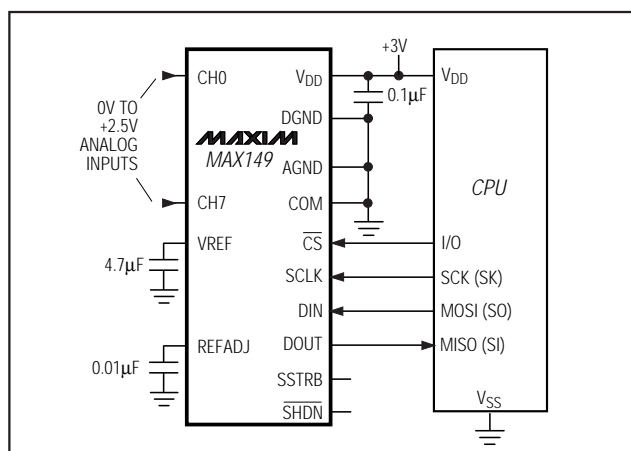 +3V
CH0
VDD
VDD
0V TO
+2.5V
ANALOG
INPUTS
0.1µF
DGND
MAXIM
MAX149
AGND
CPU
CH7
COM
VREF
CS
I/O
4.7µF
SCLK
SCK (SK)
DIN
MOSI (SO)
REFADJ
DOUT
MISO (SI)
0.01µF
SSTRB
SHDN
VSS